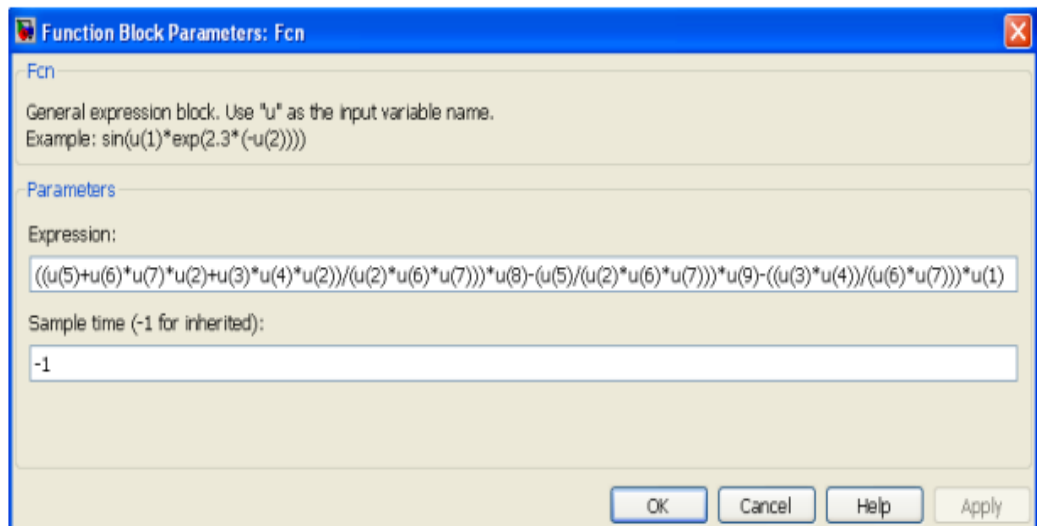 Function Block Parameters: Fcn
Fcn
General expression block. Use "u" as the input variable name.
Example: sin(u(1)*exp(2.3*(-u(2))))
Parameters
Expression:
((u(5)+u(6)*u(7)*u(2)+u(3)*u(4)*u(2))/(u(2)*u(6)*u(7)))*u(8)-(u(5)/(u(2)*u(6)*u(7)))*u(9)-((u(3)*u(4))/(u(6)*u(7)))*u(1)
Sample time (-1 for inherited):
-1
OK Cancel Help Apply